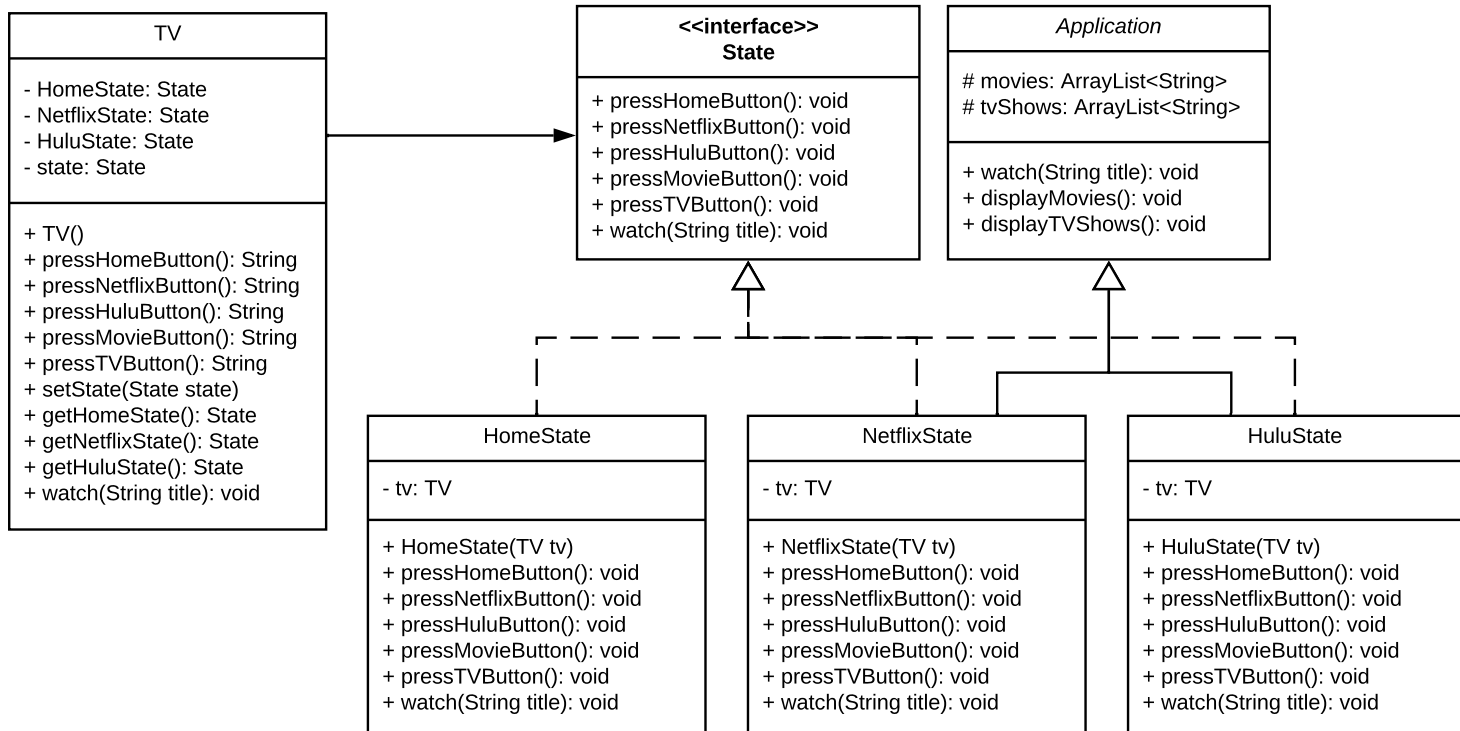 TV
- HomeState: State
- NetflixState: State
- HuluState: State
- state: State
+ TV()
+ pressHomeButton(): String
+ pressNetflixButton(): String
+ pressHuluButton(): String
+ pressMovieButton(): String
+ pressTVButton(): String
+ setState(State state)
+ getHomeState(): State
+ getNetflixState(): State
+ getHuluState(): State
+ watch(String title): void
<<interface>>
State
+ pressHomeButton(): void
+ pressNetflixButton(): void
+ pressHuluButton(): void
+ pressMovieButton(): void
+ pressTVButton(): void
+ watch(String title): void
Application
# movies: ArrayList<String>
# tvShows: ArrayList<String>
+ watch(String title): void
+ displayMovies(): void
+ displayTVShows(): void
HomeState
- tv: TV
+ HomeState(TV tv)
+ pressHomeButton(): void
+ pressNetflixButton(): void
+ pressHuluButton(): void
+ pressMovieButton(): void
+ pressTVButton(): void
+ watch(String title): void
NetflixState
- tv: TV
+ NetflixState(TV tv)
+ pressHomeButton(): void
+ pressNetflixButton(): void
+ pressHuluButton(): void
+ pressMovieButton(): void
+ pressTVButton(): void
+ watch(String title): void
HuluState
- tv: TV
+ HuluState(TV tv)
+ pressHomeButton(): void
+ pressNetflixButton(): void
+ pressHuluButton(): void
+ pressMovieButton(): void
+ pressTVButton(): void
+ watch(String title): void